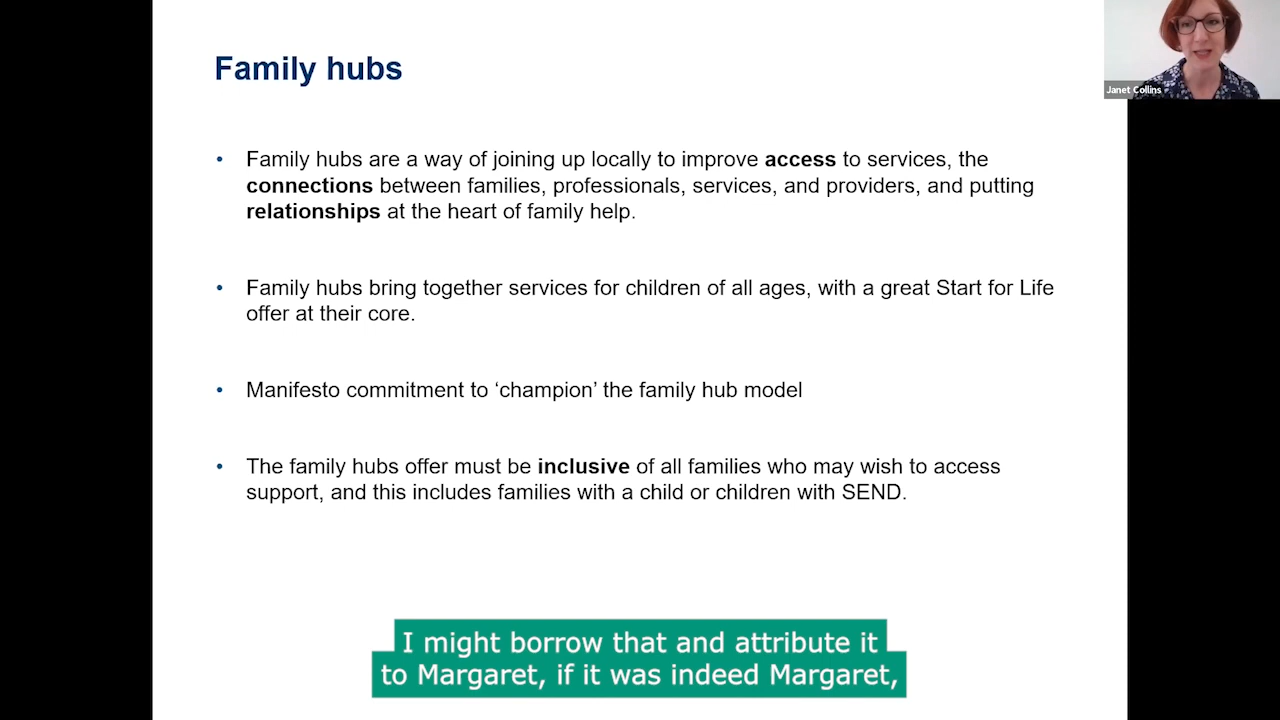 Family hubs
Janet Collins
• Family hubs are a way of joining up locally to improve access to services, the
connections between families, professionals, services, and providers, and putting
relationships at the heart of family help.
• Family hubs bring together services for children of all ages, with a great Start for Life
offer at their core.
• Manifesto commitment to ‘champion’ the family hub model
• The family hubs offer must be inclusive of all families who may wish to access
support, and this includes families with a child or children with SEND.
I might borrow that and attribute it
to Margaret, if it was indeed Margaret,